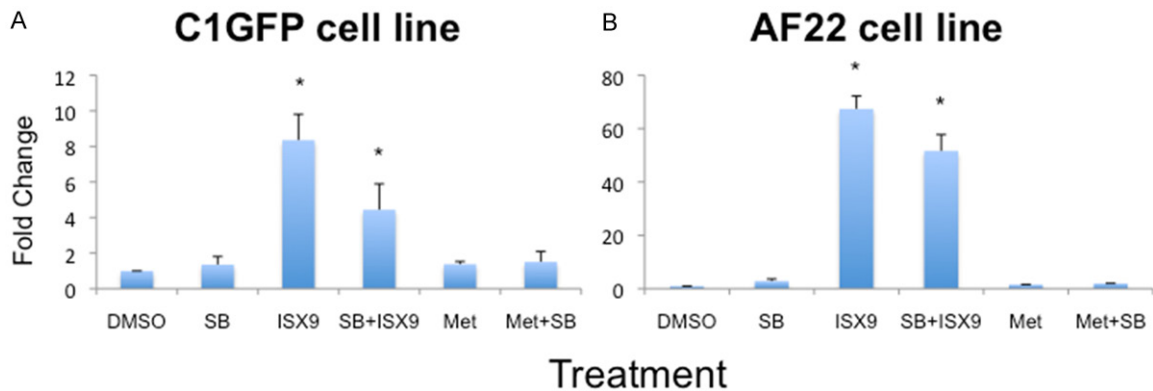 A
C1GFP cell line
Fold Change
12
10
8
6
4
2
0
*
*
DMSO SB ISX9 SB+ISX9 Met Met+SB
B
AF22 cell line
80
60
40
20
0
*
*
DMSO SB ISX9 SB+ISX9 Met Met+SB
Treatment